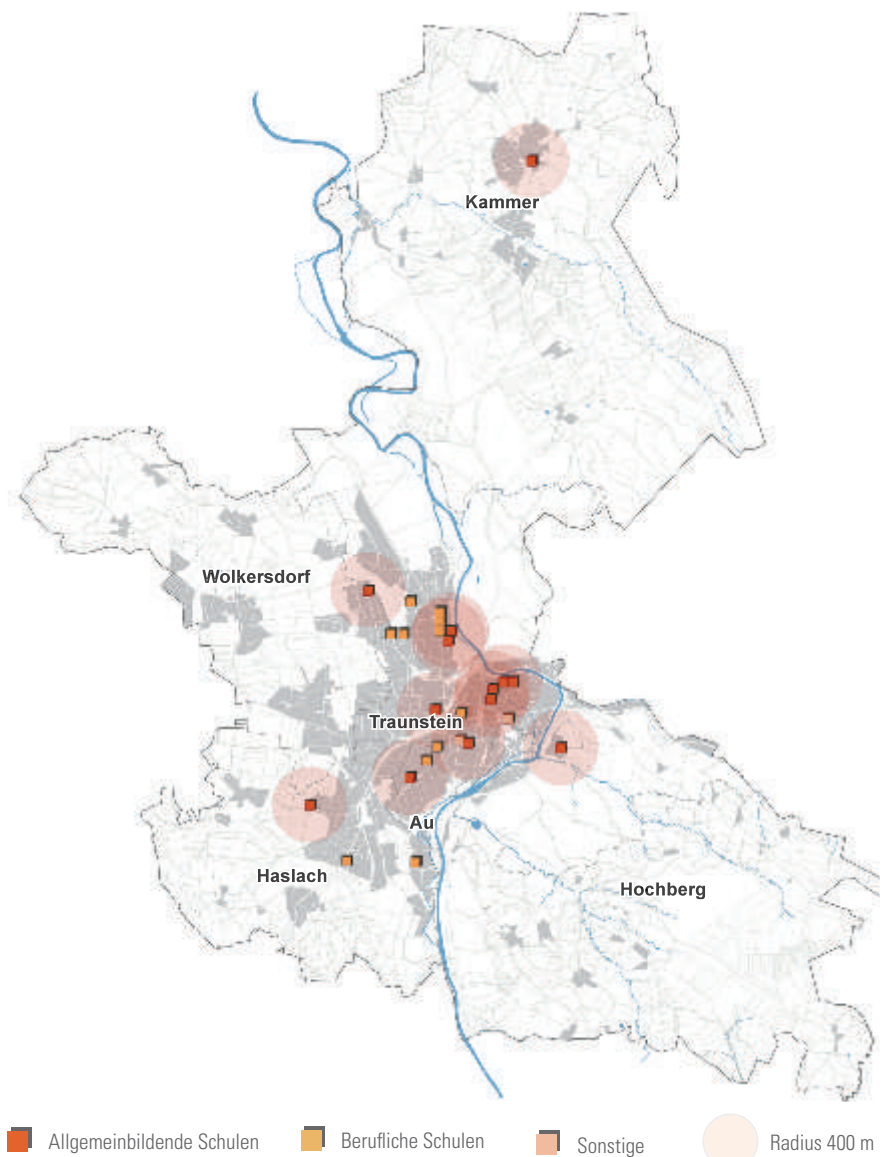 Kammer
Wolkersdorf
Traunstein
Au
Haslach
Hochberg
Allgemeinbildende Schulen
Berufliche Schulen
Sonstige
Radius 400 m